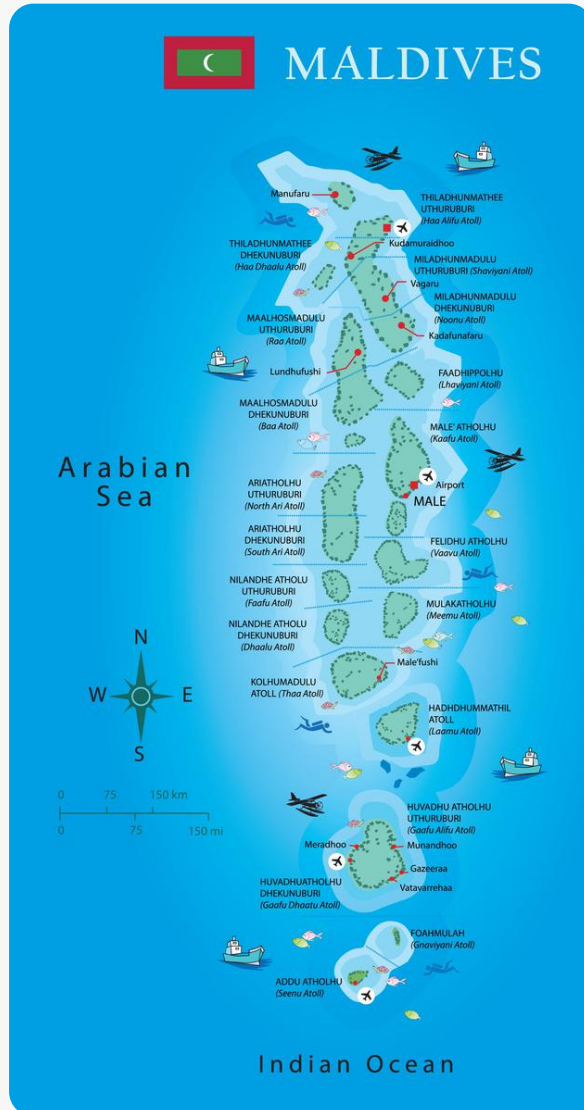 MALDIVES
Manufaru
THILADHUNMATHEE
UTHURUBURI
(Haa Alifu Atoll)
Kudamuraidhoo
THILADHUNMATHEE
DHEKUNUBURI
(Haa Dhaalu Atoll)
MILADHUNMADULU
UTHURUBURI (Shaviyani Atoll)
Vagaru
MILADHUNMADULU
DHEKUNUBURI
(Noonu Atoll)
MAALHOSMADULU
UTHURUBURI
(Raa Atoll)
Kadafunafaru
Lundhufushi
FAADHIPPOLHU
(Lhaviyani Atoll)
MAALHOSMADULU
DHEKUNUBURI
(Baa Atoll)
MALE' ATHOLHU
(Kaafu Atoll)
Arabian
Sea
ARIATHOLHU
UTHURUBURI
(North Ari Atoll)
Airport
MALE
ARIATHOLHU
DHEKUNUBURI
(South Ari Atoll)
FELIDHU ATHOLHU
(Vaavu Atoll)
NILANDHE ATHOLU
UTHURUBURI
(Faafu Atoll)
MULAKATHOLHU
(Meemu Atoll)
NILANDHE ATHOLU
DHEKUNUBURI
(Dhaalu Atoll)
Male'fushi
KOLHUMADULU
ATOLL (Thaa Atoll)
HADHDHUMMATHIL
ATOLL
(Laamu Atoll)
N
W
E
S
0 75 150 km
0 75 150 mi
HUVADHU ATHOLHU
UTHURUBURI
(Gaafu Alifu Atoll)
Meradhoo
Munandhoo
Gazeeraa
Vatavarrehaa
HUVADHUATHOLHU
DHEKUNUBURI
(Gaafu Dhaatu Atoll)
FOAHMULAH
(Gnaviyani Atoll)
ADDU ATHOLHU
(Seenu Atoll)
Indian Ocean